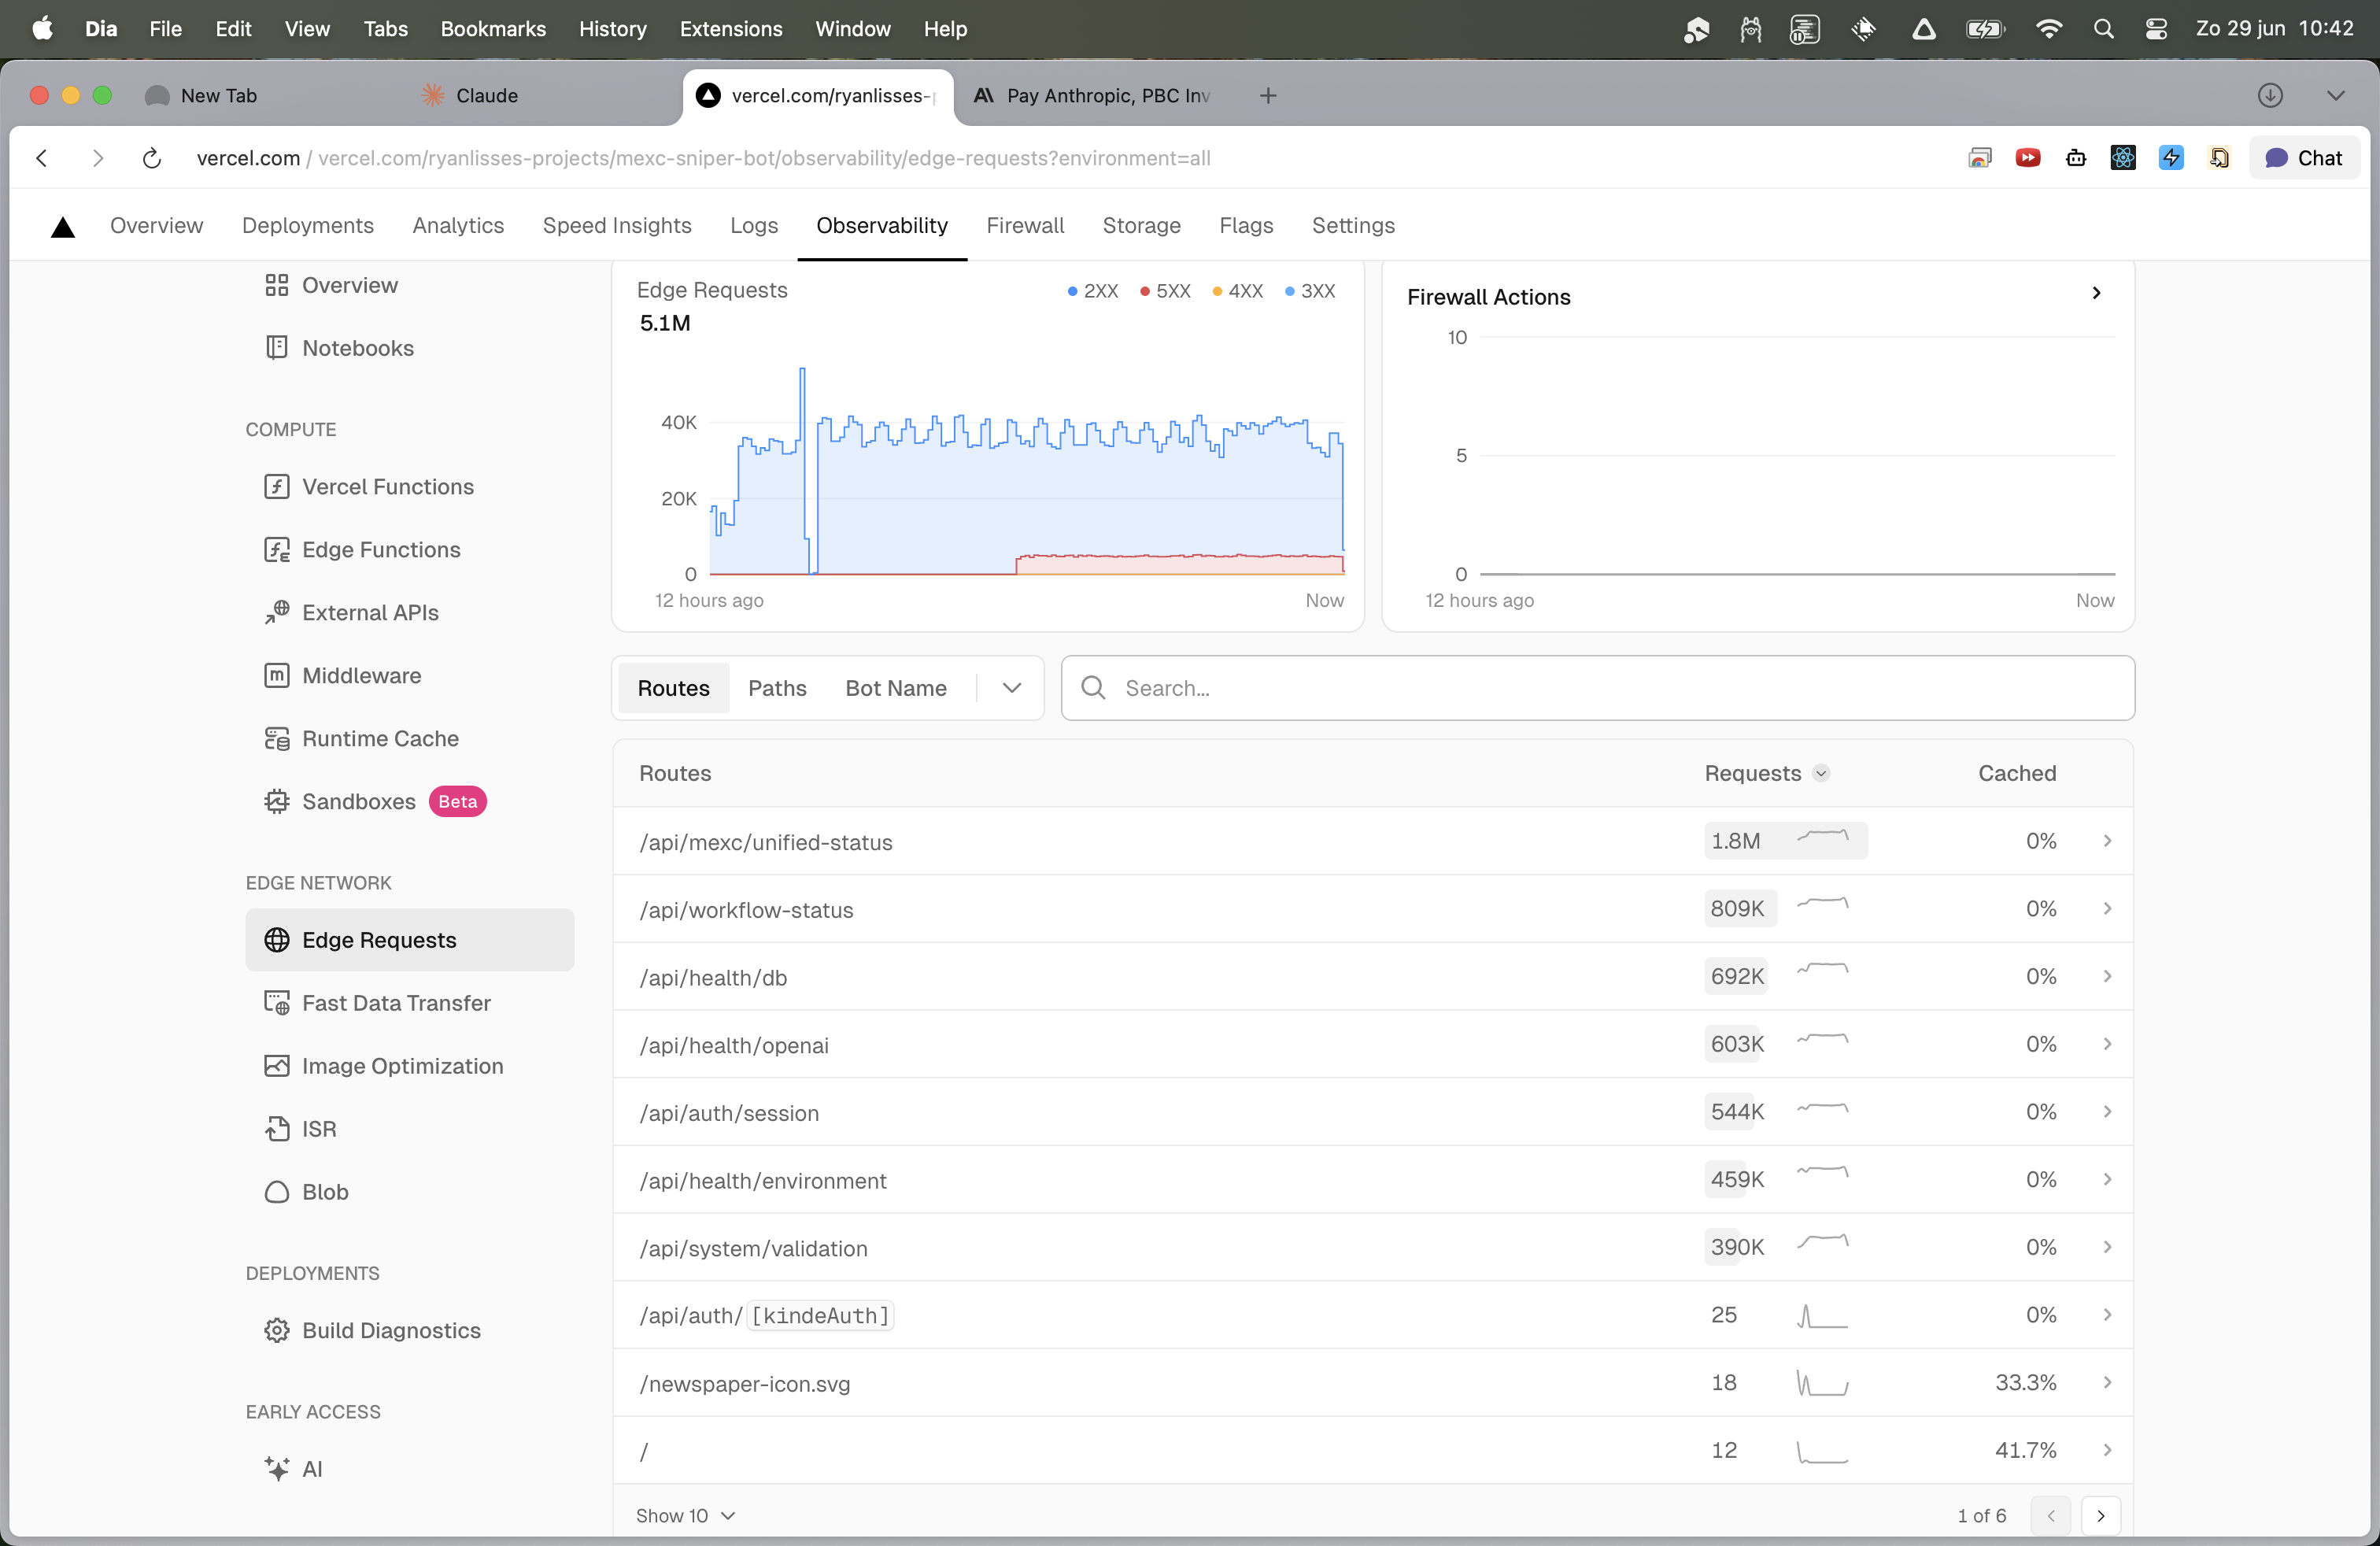 Dia File Edit View Tabs Bookmarks History Extensions Window Help Zo 29 jun 10:42
New Tab Claude vercel.com/ryanlisses-p Pay Anthropic, PBC Inv
vercel.com / vercel.com/ryanlisses-projects/mexc-sniper-bot/observability/edge-requests?environment=all Chat
Overview Deployments Analytics Speed Insights Logs Observability Firewall Storage Flags Settings
Overview
Notebooks
COMPUTE
Vercel Functions
Edge Functions
External APIs
Middleware
Runtime Cache
Sandboxes Beta
EDGE NETWORK
Edge Requests
Fast Data Transfer
Image Optimization
ISR
Blob
DEPLOYMENTS
Build Diagnostics
EARLY ACCESS
AI
Edge Requests 2XX 5XX 4XX 3XX
5.1M
40K
20K
0
12 hours ago Now
Firewall Actions
10
5
0
12 hours ago Now
Routes Paths Bot Name Search...
Routes Requests Cached
/api/mexc/unified-status 1.8M 0%
/api/workflow-status 809K 0%
/api/health/db 692K 0%
/api/health/openai 603K 0%
/api/auth/session 544K 0%
/api/health/environment 459K 0%
/api/system/validation 390K 0%
/api/auth/[kindeAuth] 25 0%
/newspaper-icon.svg 18 33.3%
/ 12 41.7%
Show 10 1 of 6